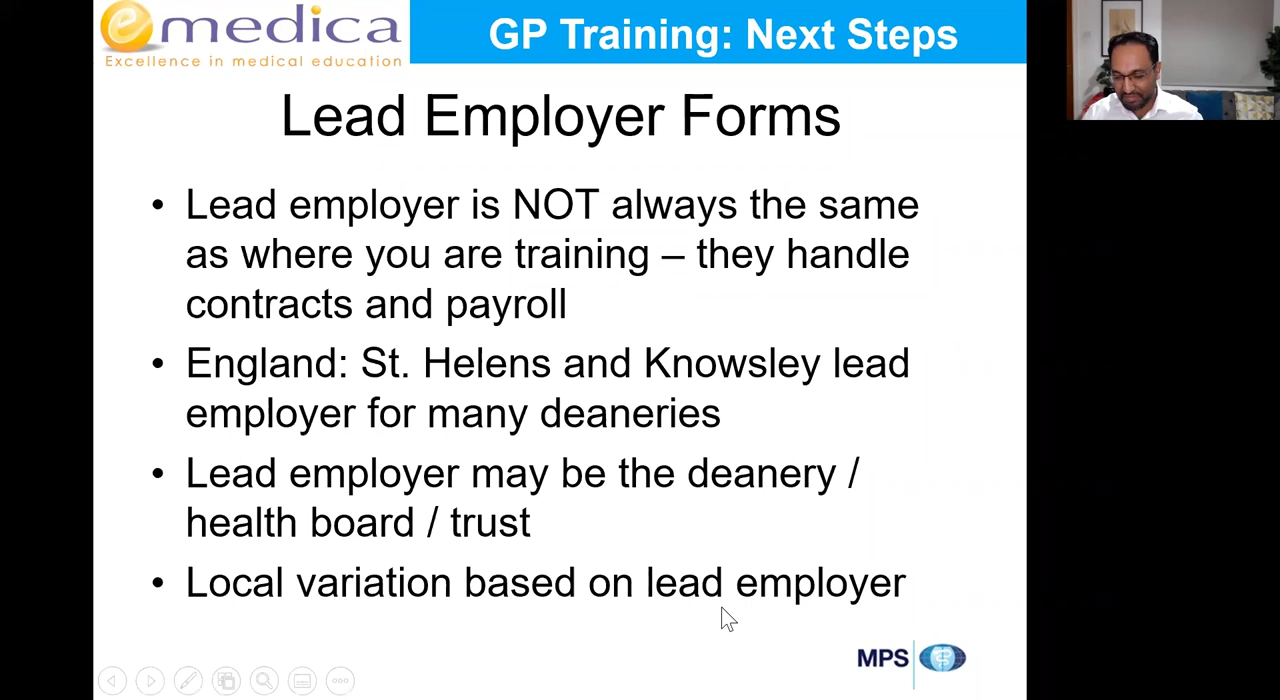 emedica
Excellence in medical education
GP Training: Next Steps
Lead Employer Forms
• Lead employer is NOT always the same
as where you are training – they handle
contracts and payroll
• England: St. Helens and Knowsley lead
employer for many deaneries
• Lead employer may be the deanery /
health board / trust
• Local variation based on lead employer
MPS